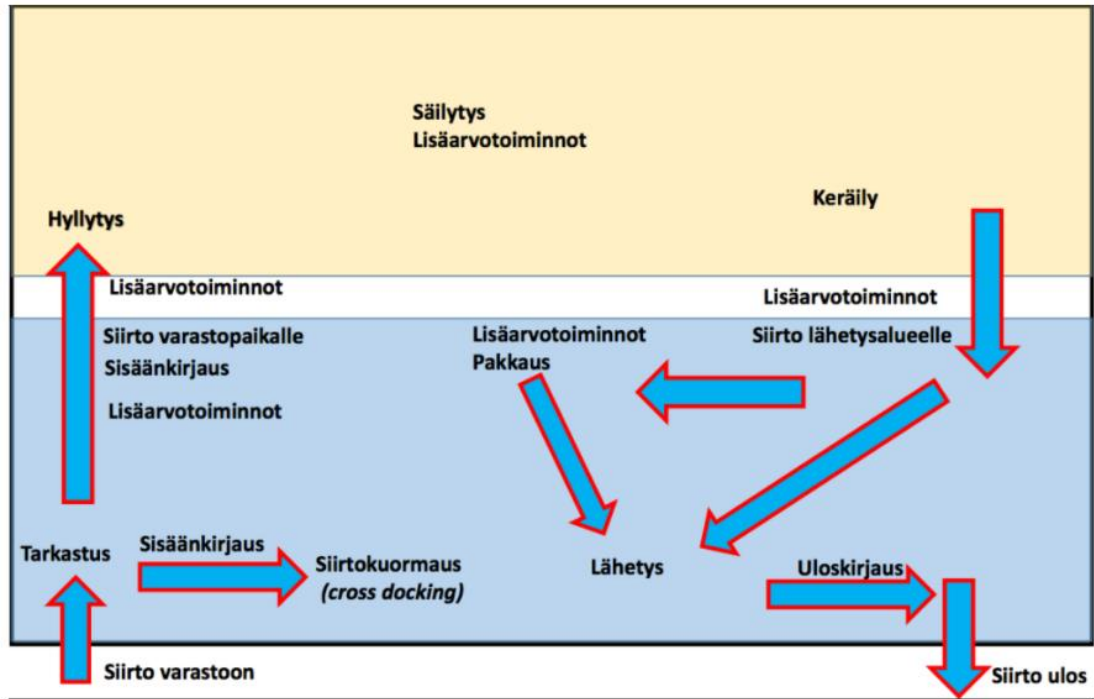 Säilytys
Lisäarvotoiminnot
Keräily
Hyllytys
Lisäarvotoiminnot
Lisäarvotoiminnot
Siirto varastopaikalle
Sisäänkirjaus
Lisäarvotoiminnot
Lisäarvotoiminnot
Pakkaus
Siirto lähetysalueelle
Tarkastus
Sisäänkirjaus
Siirtokuormaus
(cross docking)
Lähetys
Uloskirjaus
Siirto varastoon
Siirto ulos